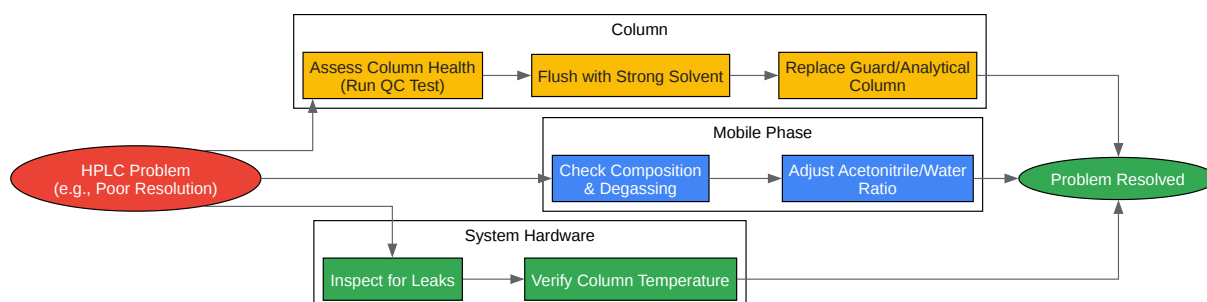 Column
Assess Column Health
(Run QC Test)
Flush with Strong Solvent
Replace Guard/Analytical
Column
Mobile Phase
HPLC Problem
(e.g., Poor Resolution)
Check Composition
& Degassing
Adjust Acetonitrile/Water
Ratio
Problem Resolved
System Hardware
Inspect for Leaks
Verify Column Temperature